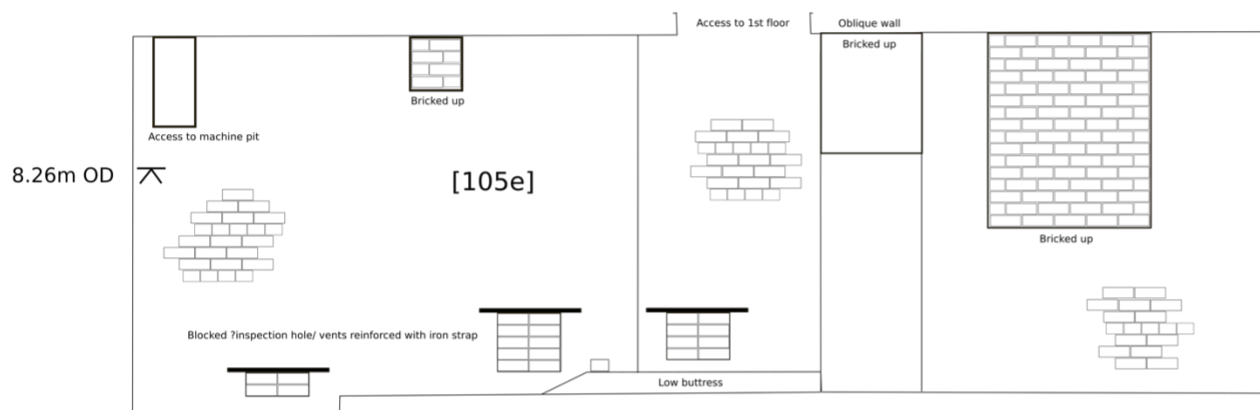 Access to 1st floor
Oblique wall
Bricked up
Bricked up
Access to machine pit
8.26m OD
[105e]
Bricked up
Blocked ?inspection hole/ vents reinforced with iron strap
Low buttress